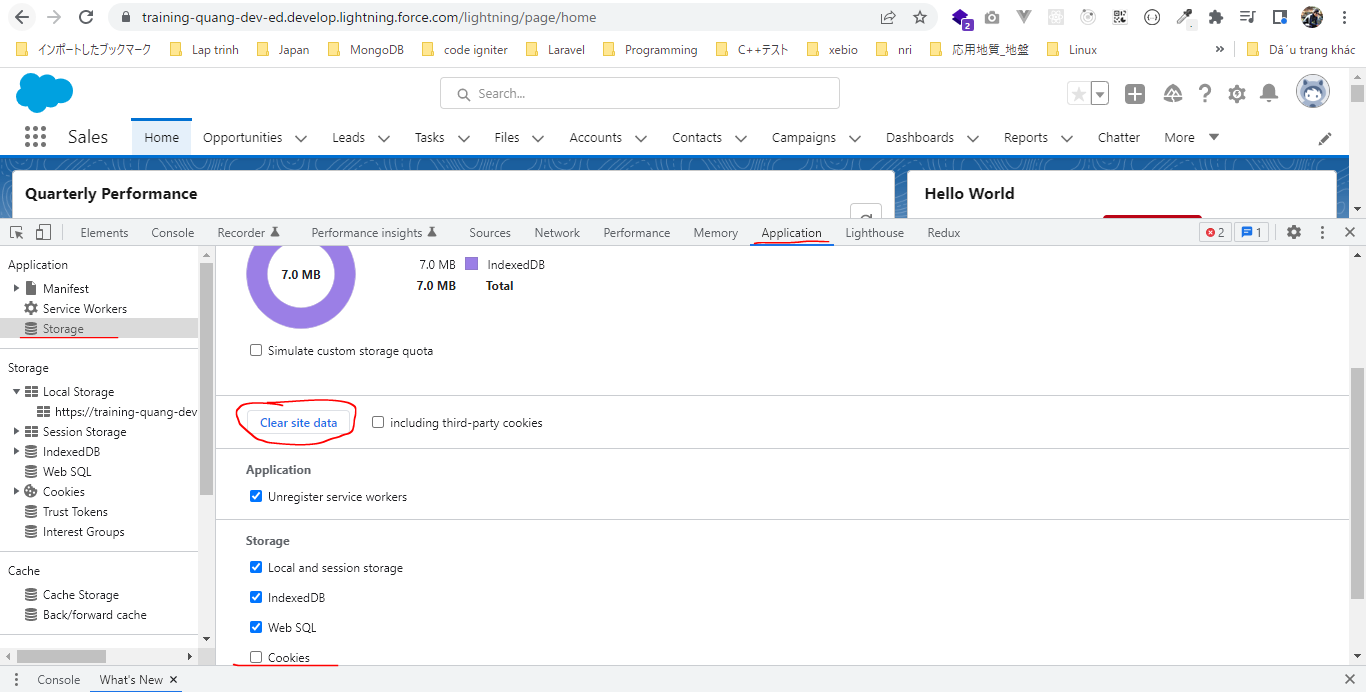 training-quang-dev-ed.develop.lightning.force.com/lightning/page/home
2
インポートしたブックマーク Lap trinh Japan MongoDB code igniter Laravel Programming C++テスト xebio nri 応用地質_地盤 Linux » Dấu trang khác
Search...
Sales Home Opportunities Leads Tasks Files Accounts Contacts Campaigns Dashboards Reports Chatter More
Quarterly Performance
Hello World
Elements Console Recorder Performance insights Sources Network Performance Memory Application Lighthouse Redux 2 1
Application
Manifest
Service Workers
Storage
Storage
Local Storage
https://training-quang-dev
Session Storage
IndexedDB
Web SQL
Cookies
Trust Tokens
Interest Groups
Cache
Cache Storage
Back/forward cache
7.0 MB
7.0 MB IndexedDB
7.0 MB Total
Simulate custom storage quota
Clear site data including third-party cookies
Application
Unregister service workers
Storage
Local and session storage
IndexedDB
Web SQL
Cookies
Console What's New